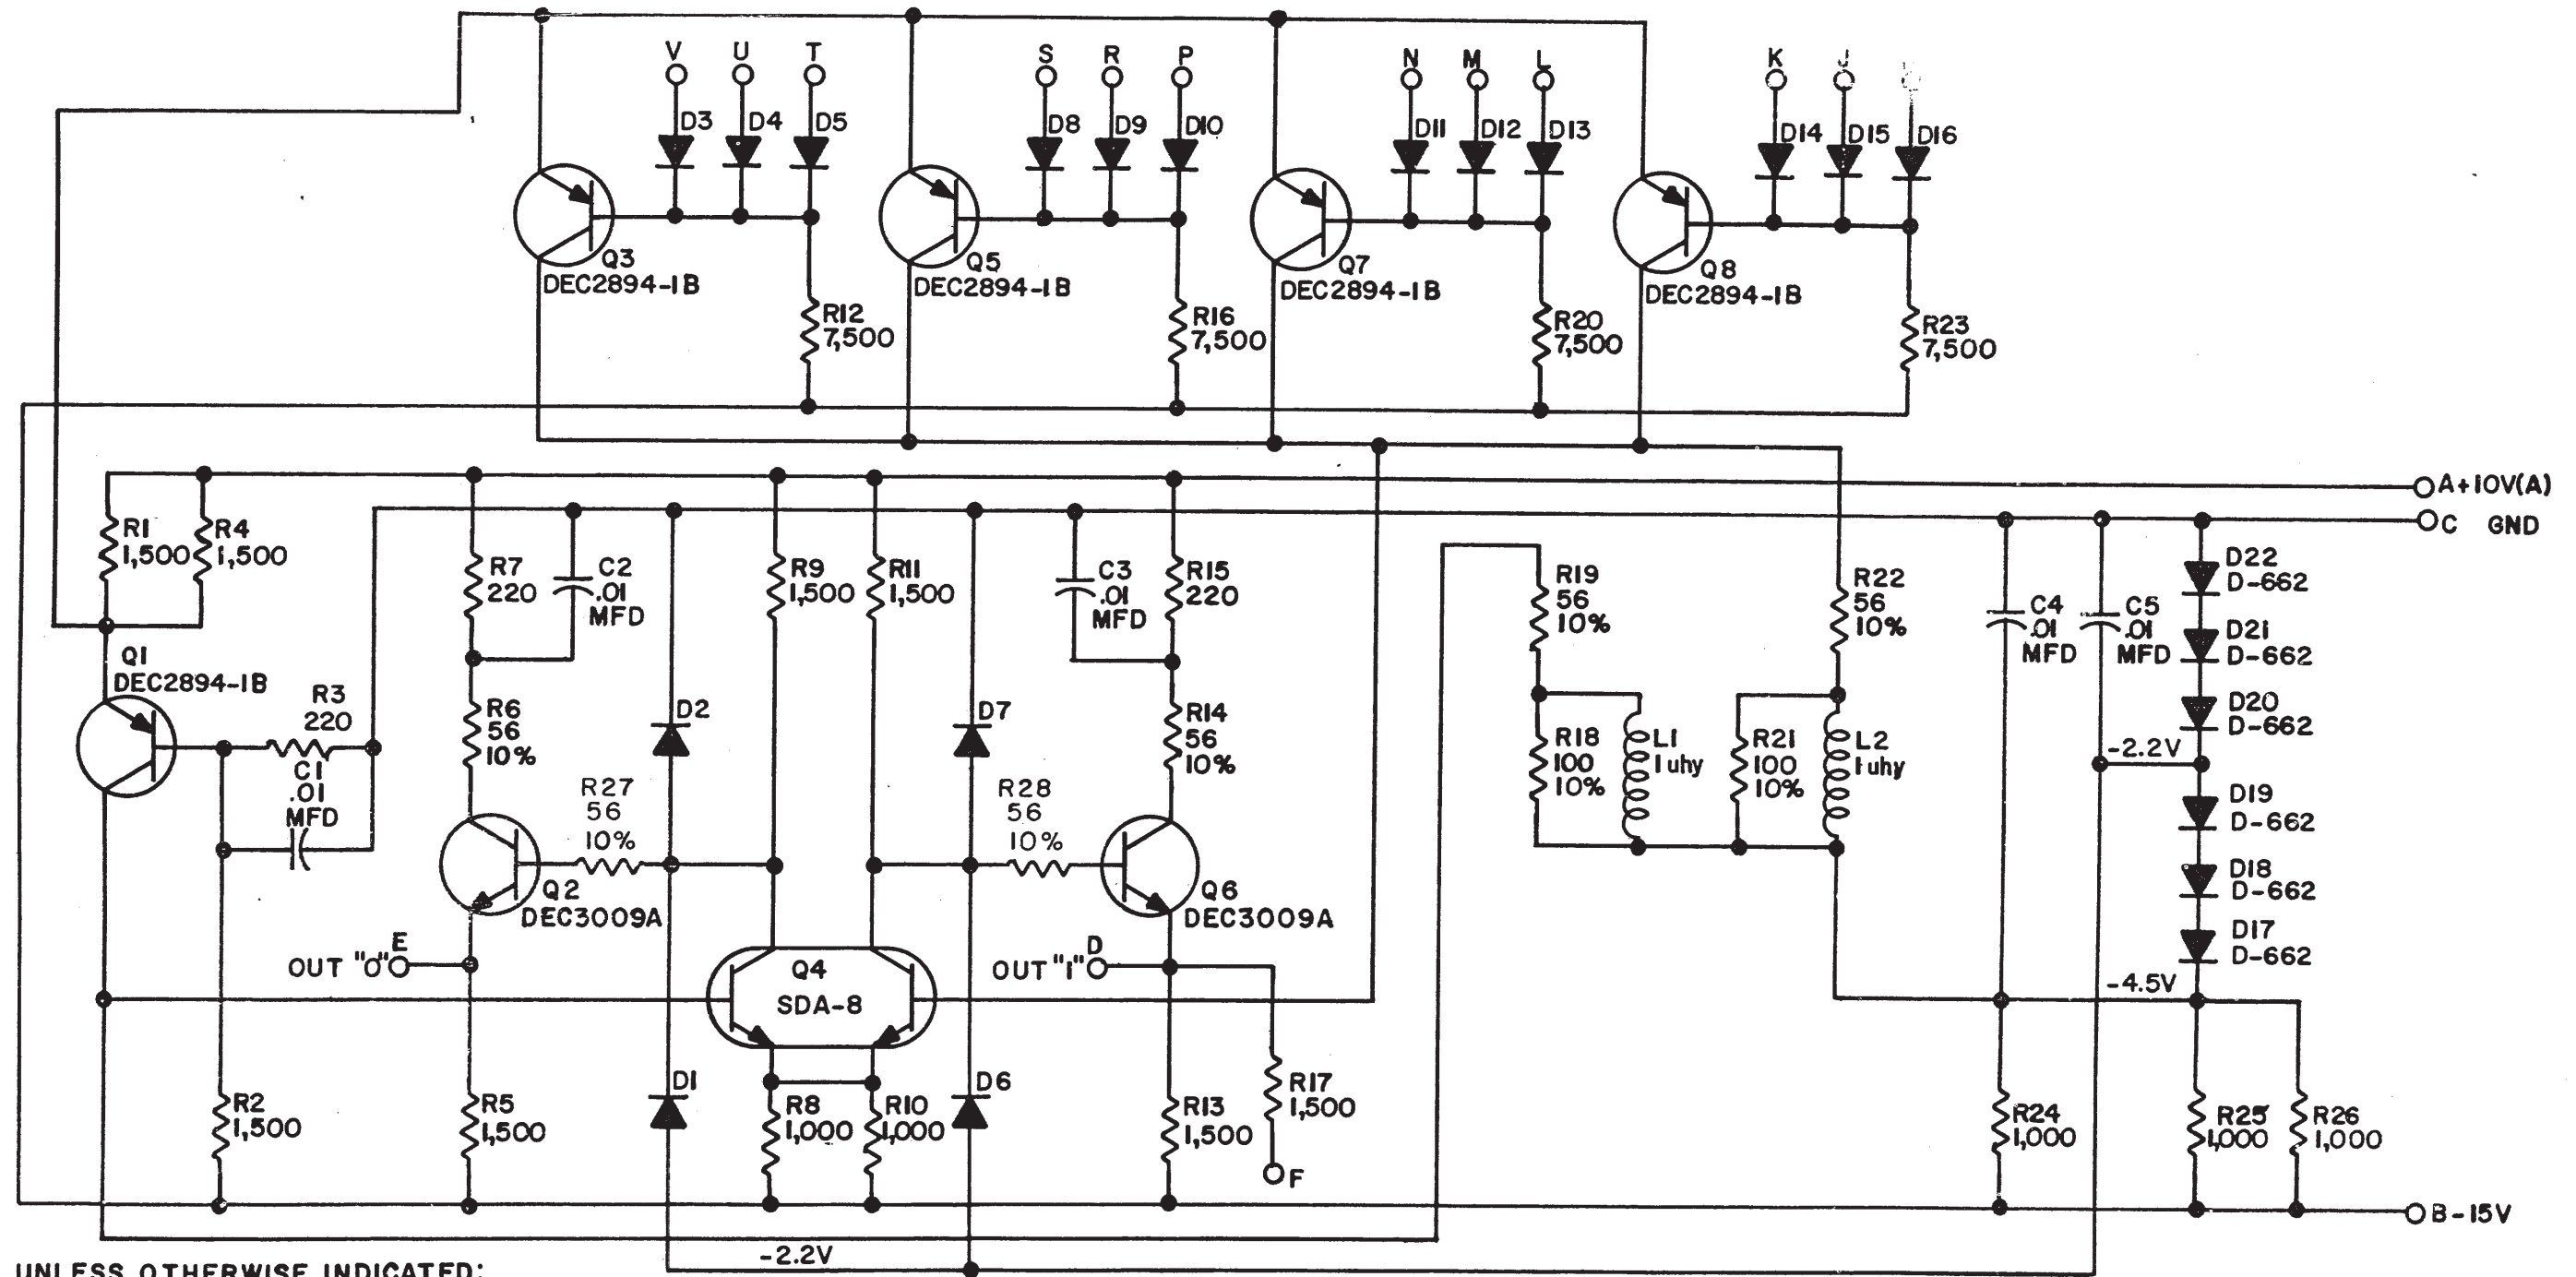 V U T
S R P
N M L
K J
D3 D4 D5
D8 D9 D10
D11 D12 D13
D14 D15 D16
Q3
DEC2894-1B
Q5
DEC2894-1B
Q7
DEC2894-1B
Q8
DEC2894-1B
R12
7,500
R16
7,500
R20
7,500
R23
7,500
A+10V(A)
C GND
R1
1,500
R4
1,500
R7
220
C2
.01
MFD
R9
1,500
R11
1,500
C3
.01
MFD
R15
220
R19
56
10%
R22
56
10%
C4
.01
MFD
C5
.01
MFD
D22
D-662
D21
D-662
D20
D-662
-2.2V
D19
D-662
D18
D-662
D17
D-662
-4.5V
Q1
DEC2894-1B
R3
220
C1
.01
MFD
R6
56
10%
D2
D7
R14
56
10%
R18
100
10%
L1
1uhy
R21
100
10%
L2
1uhy
R27
56
10%
R28
56
10%
Q2
DEC3009A
Q6
DEC3009A
E
OUT "0"
Q4
SDA-8
D
OUT "1"
R2
1,500
R5
1,500
D1
R8
1,000
R10
1,000
D6
R13
1,500
R17
1,500
F
R24
1,000
R25
1,000
R26
1,000
B-15V
-2.2V
UNLESS OTHERWISE INDICATED: